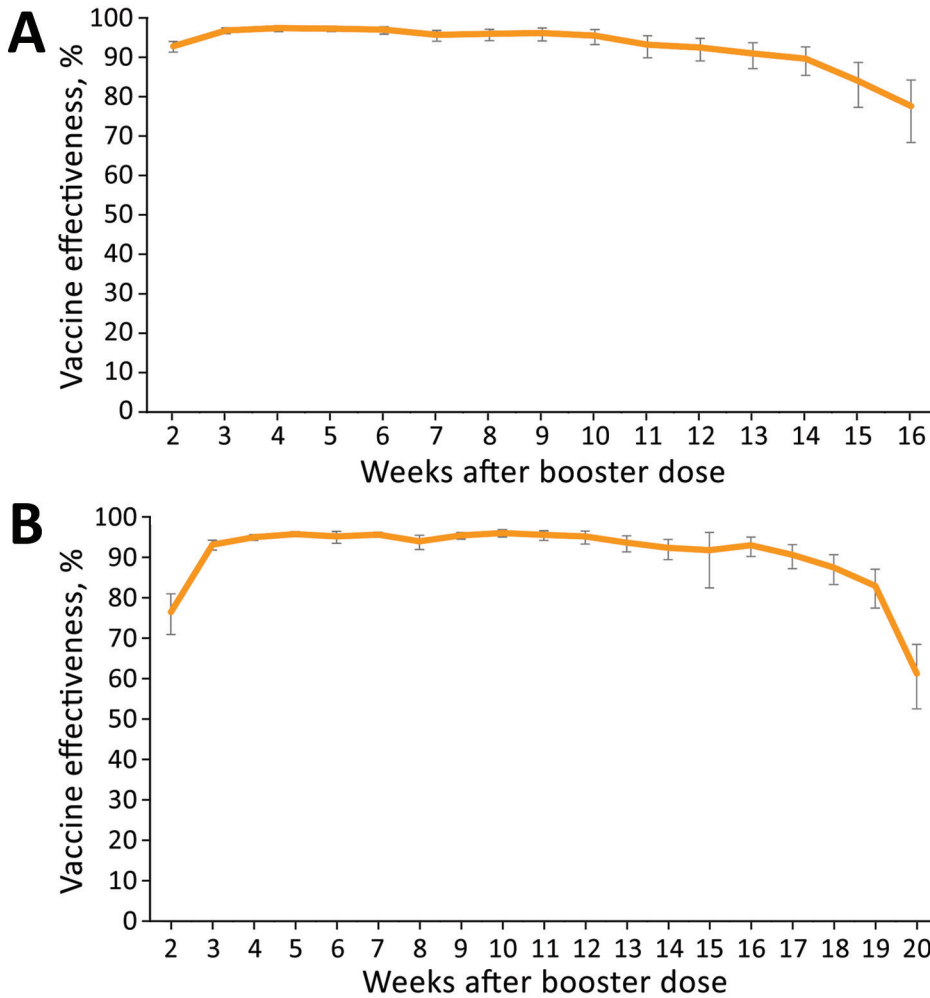 A
Vaccine effectiveness, %
100
90
80
70
60
50
40
30
20
10
0
2 3 4 5 6 7 8 9 10 11 12 13 14 15 16
Weeks after booster dose
B
Vaccine effectiveness, %
100
90
80
70
60
50
40
30
20
10
0
2 3 4 5 6 7 8 9 10 11 12 13 14 15 16 17 18 19 20
Weeks after booster dose